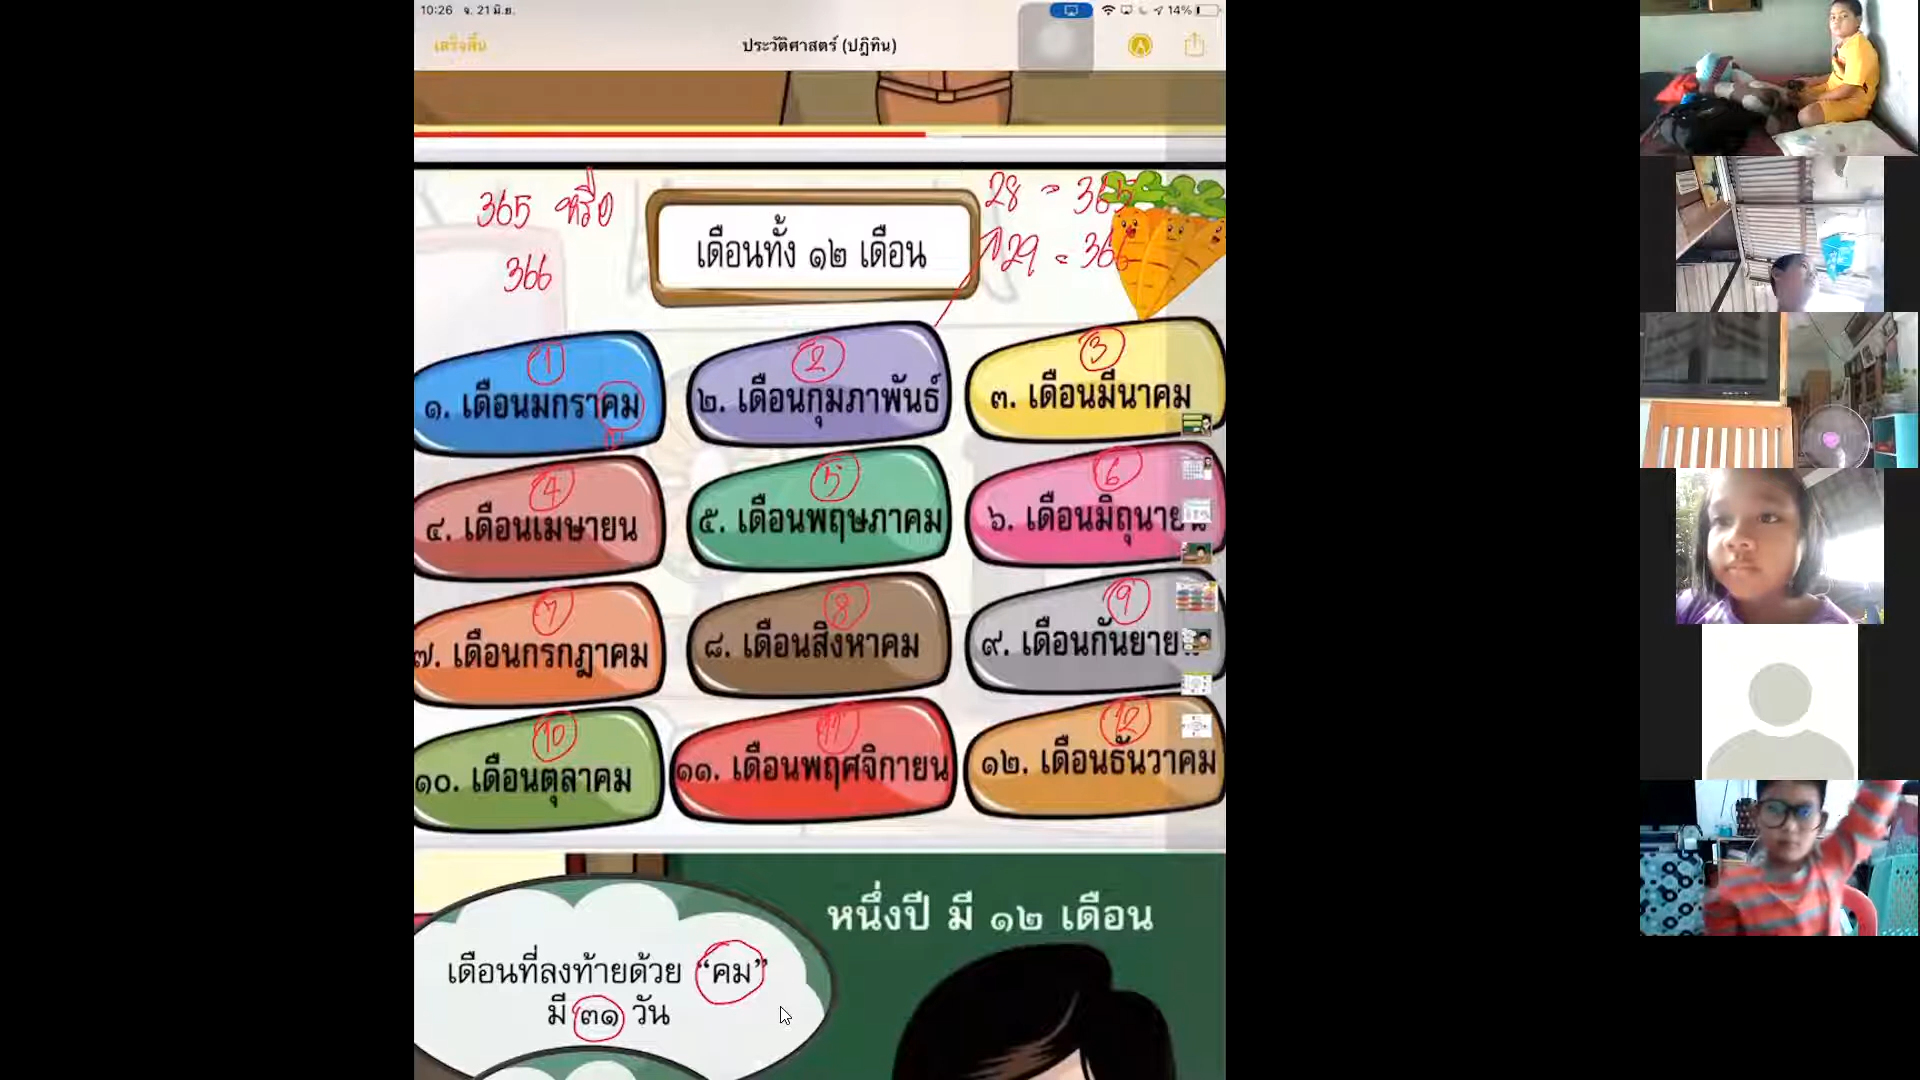 10:26 จ. 21 มิ.ย.
14%
เสร็จสิ้น
ประวัติศาสตร์ (ปฎิทิน)
365 หรือ
366
เดือนทั้ง ๑๒ เดือน
28 = 365
29 = 366
1
๑. เดือนมกราคม
2
๒. เดือนกุมภาพันธ์
3
๓. เดือนมีนาคม
4
๔. เดือนเมษายน
5
๕. เดือนพฤษภาคม
6
๖. เดือนมิถุนายน
7
๗. เดือนกรกฎาคม
8
๘. เดือนสิงหาคม
9
๙. เดือนกันยายน
10
๑๐. เดือนตุลาคม
11
๑๑. เดือนพฤศจิกายน
12
๑๒. เดือนธันวาคม
หนึ่งปี มี ๑๒ เดือน
เดือนที่ลงท้ายด้วย “คม”
มี ๓๑ วัน